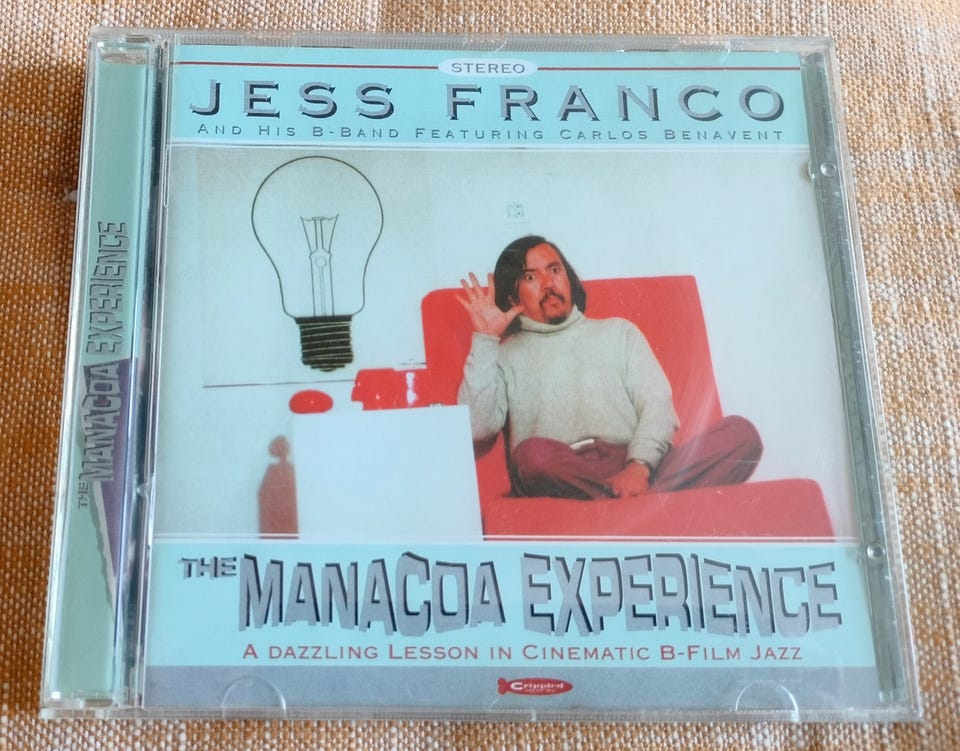 STEREO
JESS FRANCO
AND HIS B-BAND FEATURING CARLOS BENAVENT
THE MANACOA EXPERIENCE
THE MANACOA EXPERIENCE
A DAZZLING LESSON IN CINEMATIC B-FILM JAZZ
Crippled